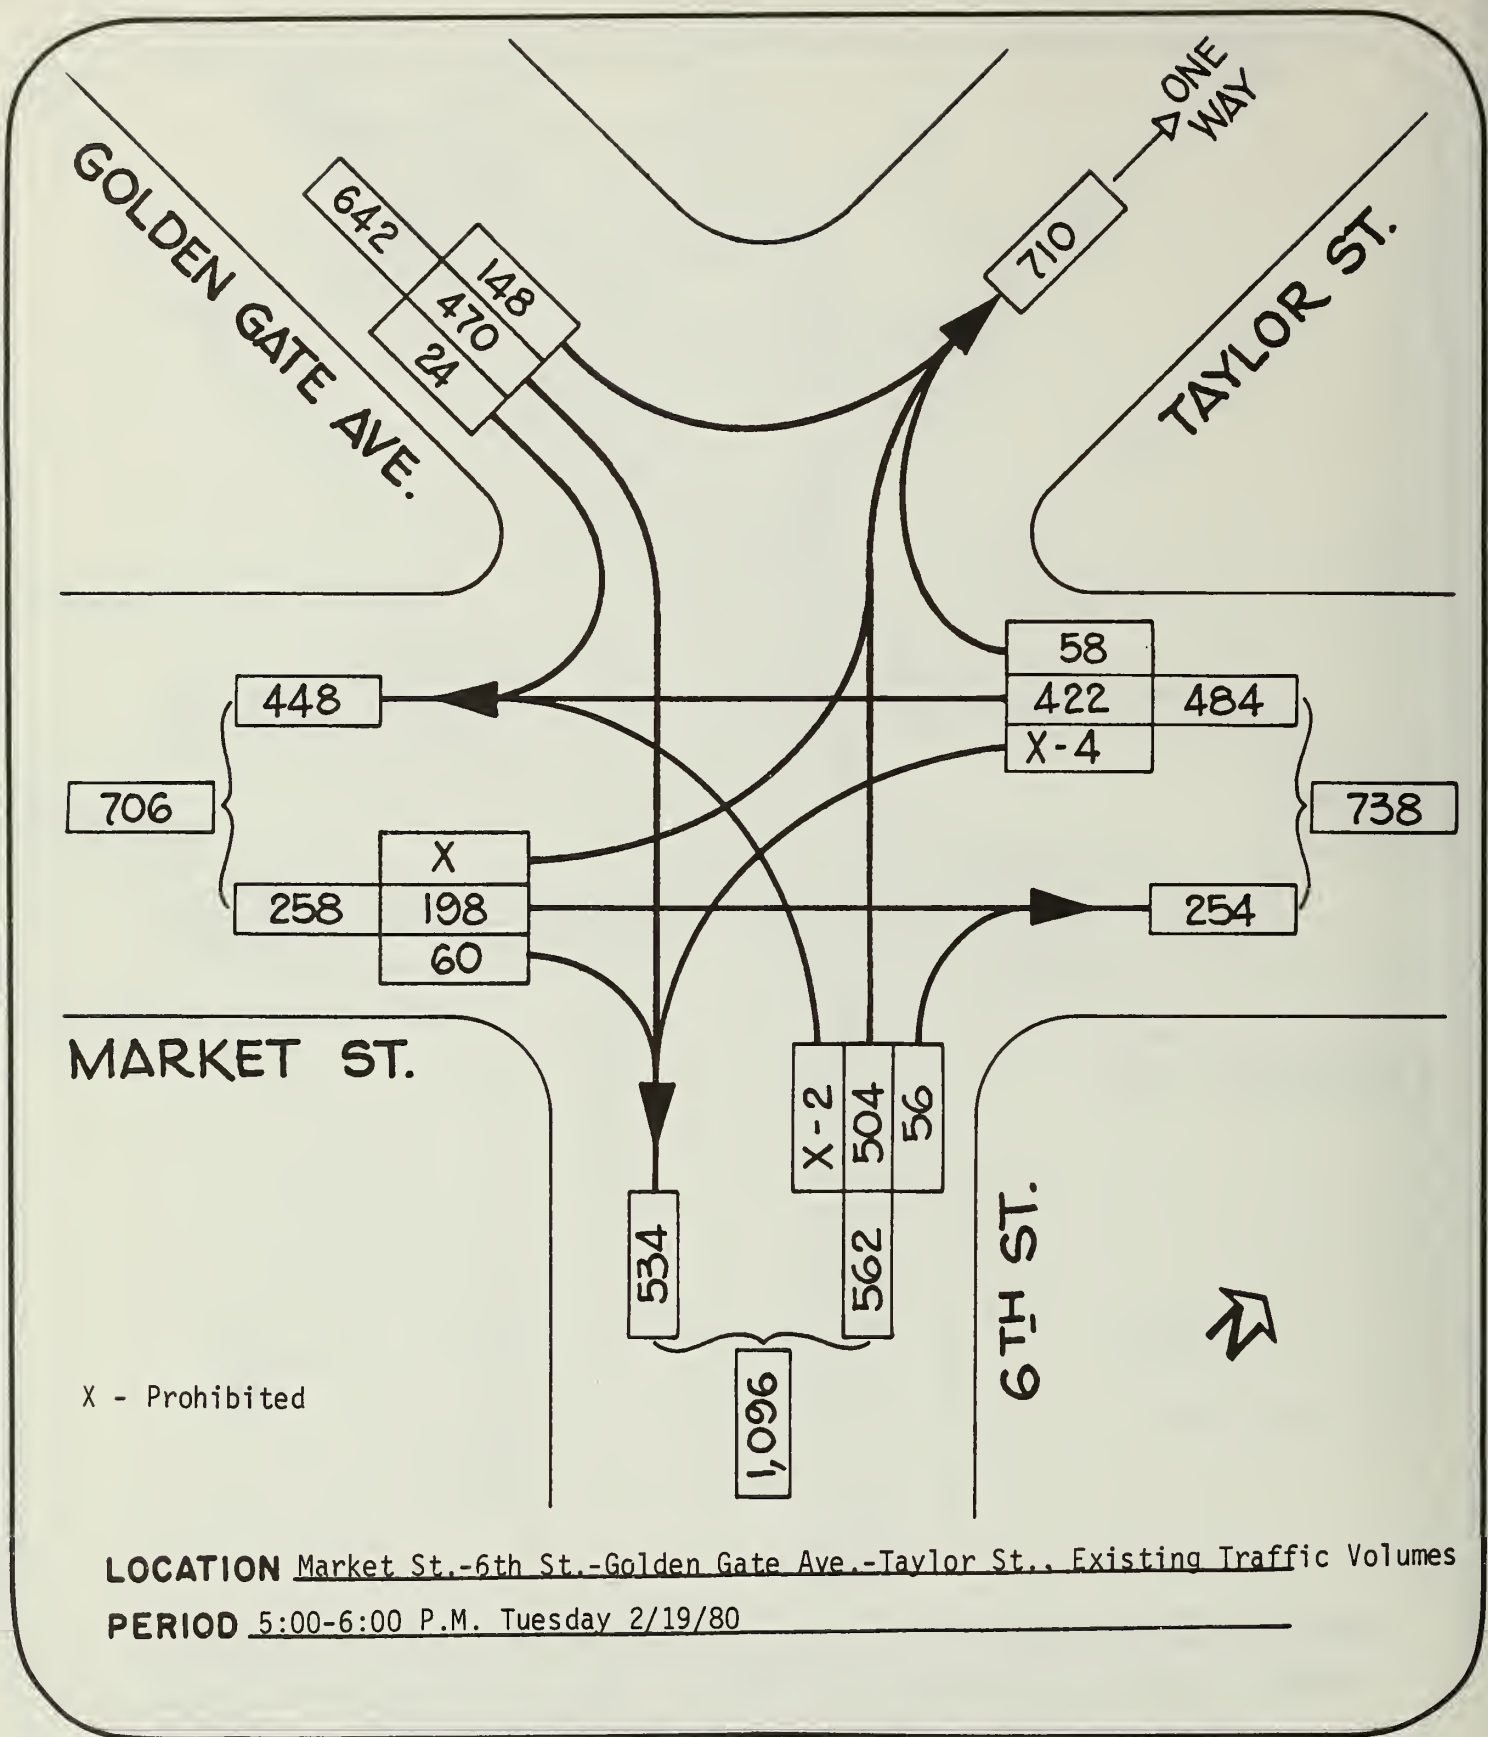 ONE
WAY
GOLDEN GATE AVE.
642
148
470
24
710
TAYLOR ST.
58
448
422
484
X-4
706
738
X
258
198
254
60
MARKET ST.
X-2
504
56
534
562
6TH ST.
1,096
X - Prohibited
LOCATION Market St.-6th St.-Golden Gate Ave.-Taylor St., Existing Traffic Volumes
PERIOD 5:00-6:00 P.M. Tuesday 2/19/80